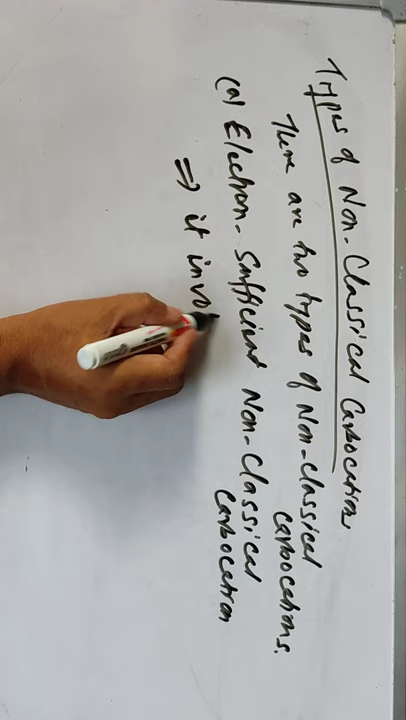 Types of Non-Classical Carbocation
There are two types of Non-classical
carbocations.
(a) Electron-Sufficient Non-Classical
Carbocation
⇒ it invo